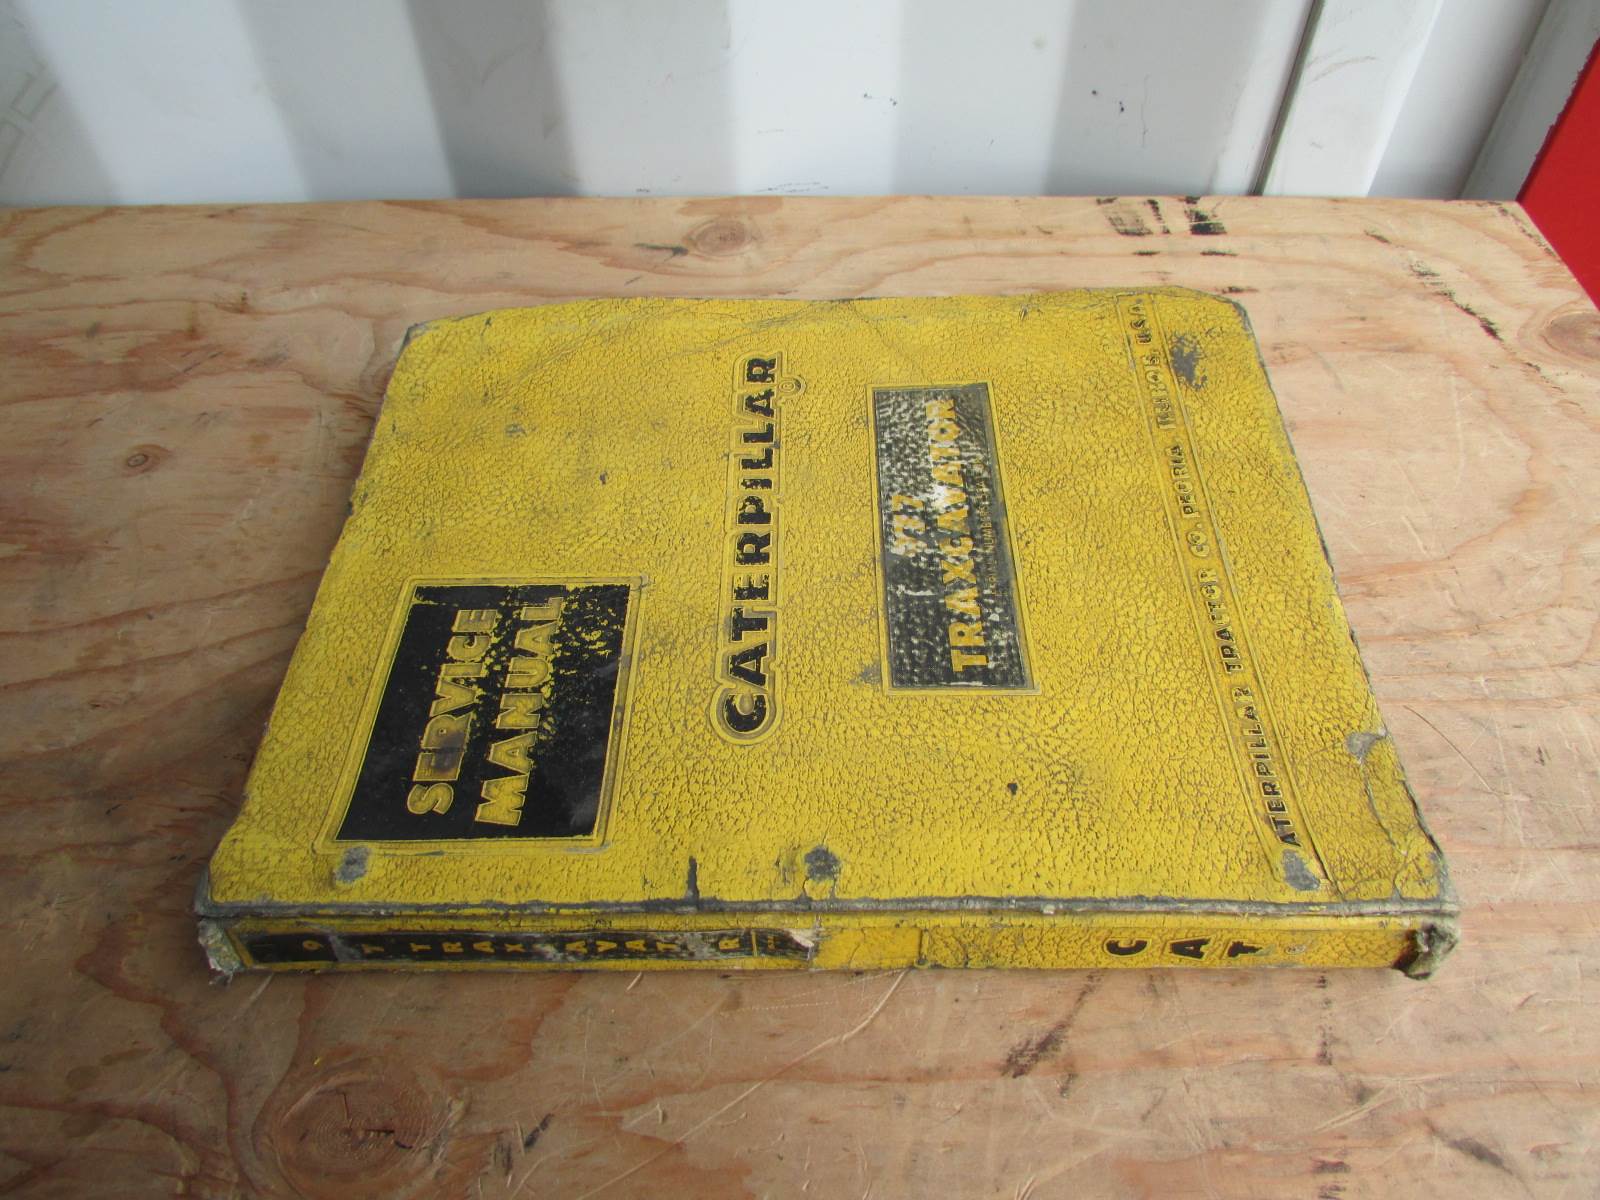 SERVICE
MANUAL
CATERPILLAR®
977
TRAXCAVATOR
®
CATERPILLAR TRACTOR CO. PEORIA, ILLINOIS, U.S.A.
TRAXCAVATOR
CAT